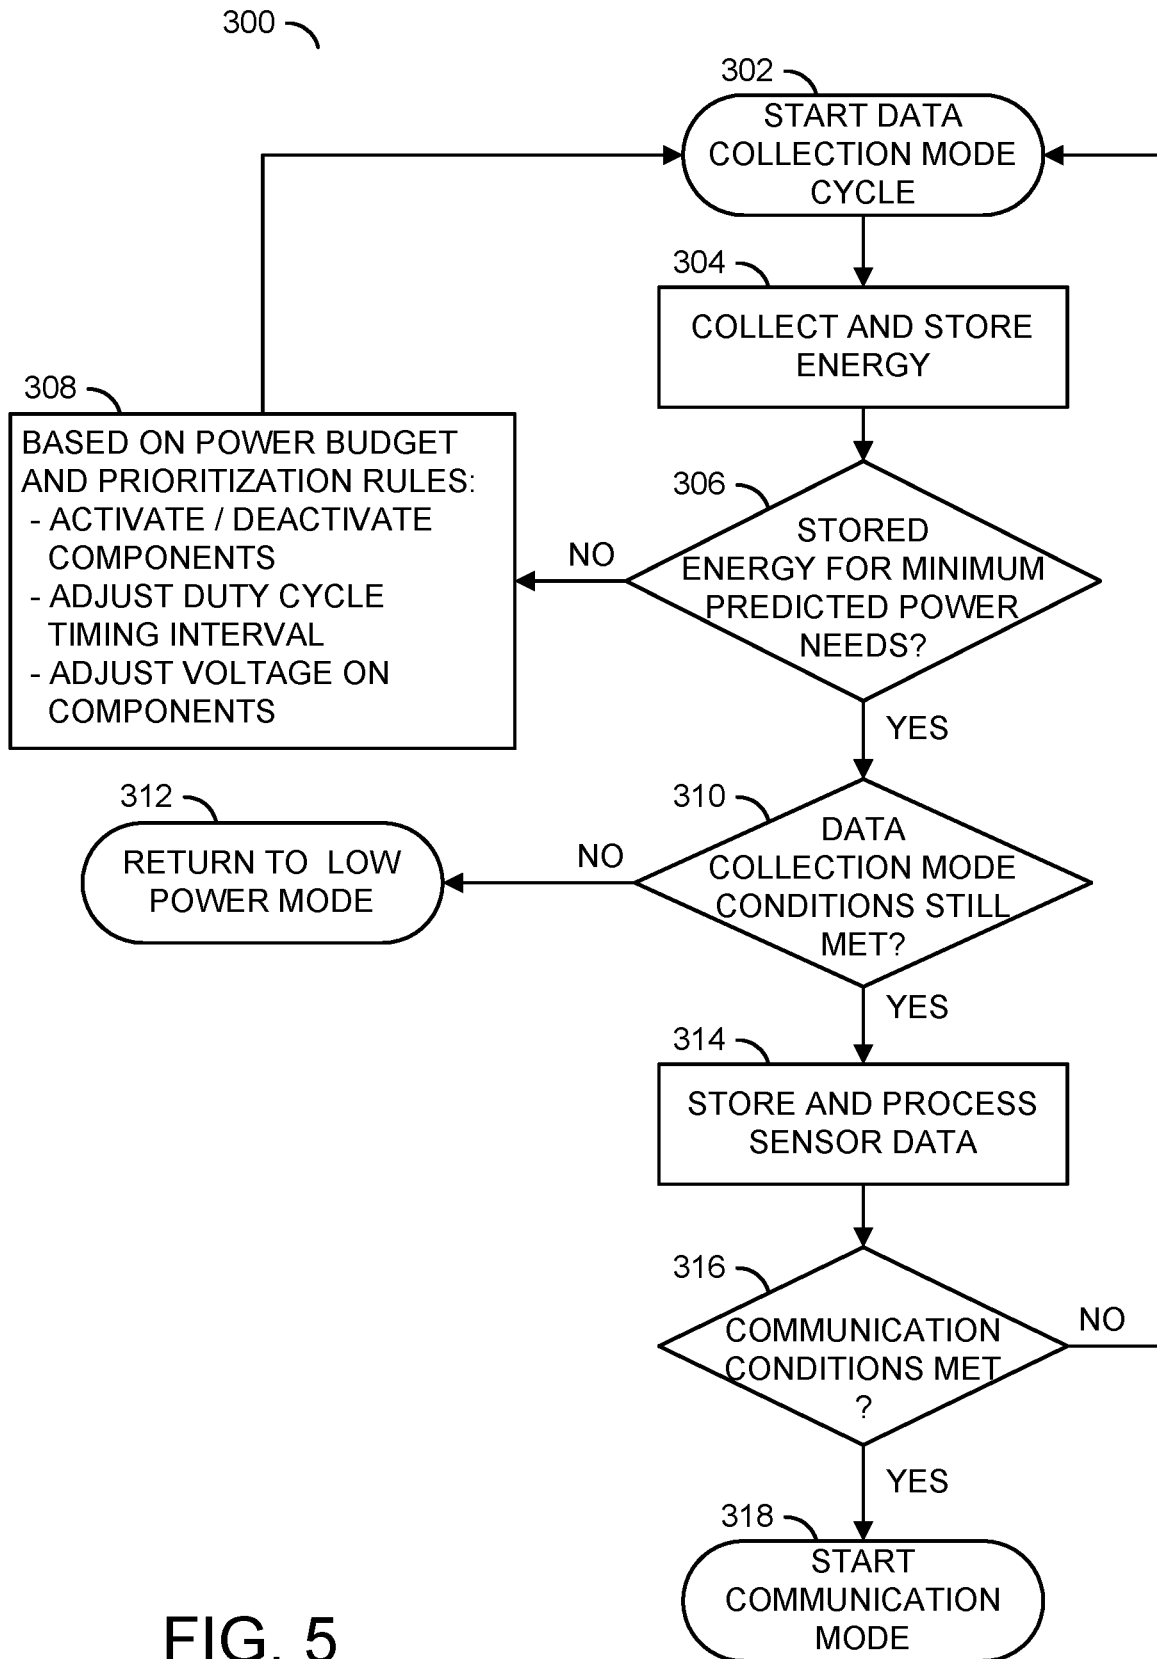 300
302
START DATA
COLLECTION MODE
CYCLE
304
COLLECT AND STORE
ENERGY
308
BASED ON POWER BUDGET
AND PRIORITIZATION RULES:
- ACTIVATE / DEACTIVATE
COMPONENTS
- ADJUST DUTY CYCLE
TIMING INTERVAL
- ADJUST VOLTAGE ON
COMPONENTS
306
STORED
ENERGY FOR MINIMUM
PREDICTED POWER
NEEDS?
NO
YES
312
RETURN TO LOW
POWER MODE
310
DATA
COLLECTION MODE
CONDITIONS STILL
MET?
NO
YES
314
STORE AND PROCESS
SENSOR DATA
316
COMMUNICATION
CONDITIONS MET
?
NO
YES
318
START
COMMUNICATION
MODE
FIG. 5